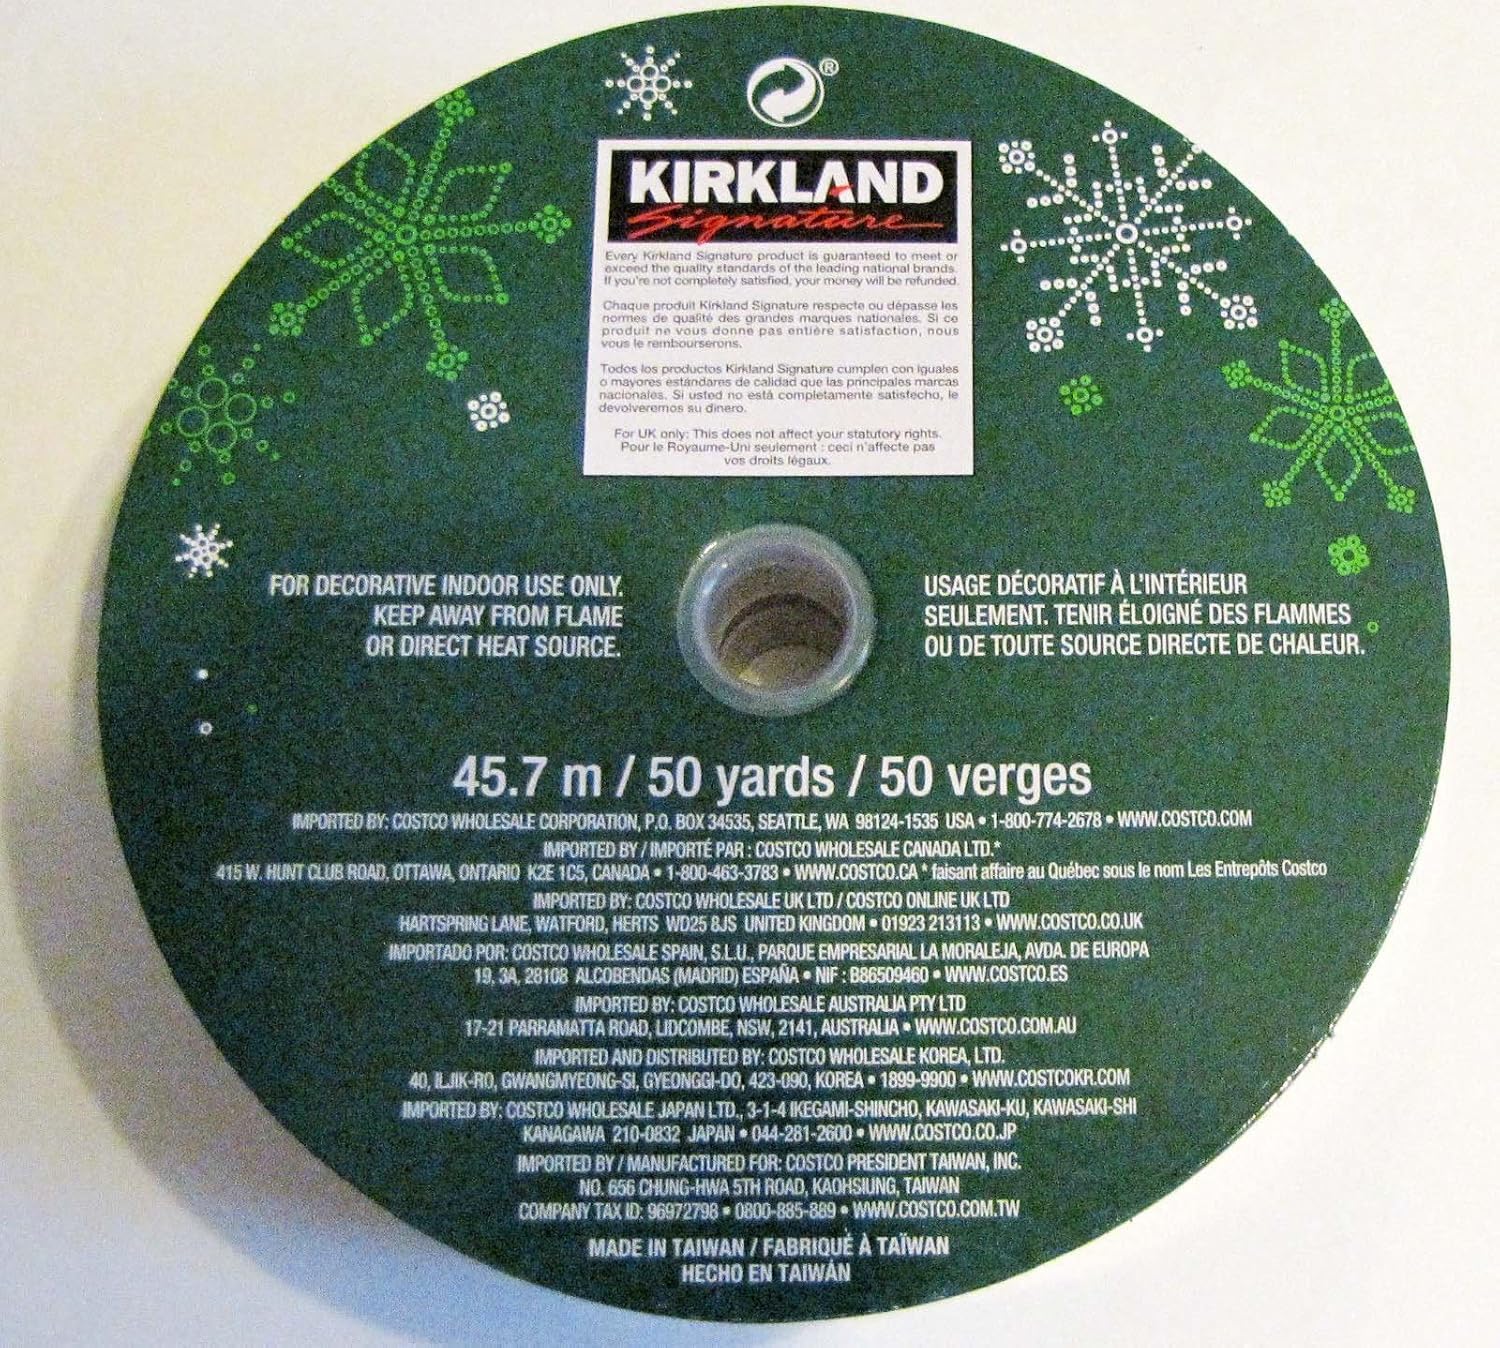 ®
KIRKLAND
Signature
Every Kirkland Signature product is guaranteed to meet or
exceed the quality standards of the leading national brands.
If you're not completely satisfied, your money will be refunded.
Chaque produit Kirkland Signature respecte ou dépasse les
normes de qualité des grandes marques nationales. Si ce
produit ne vous donne pas entière satisfaction, nous
vous le rembourserons.
Todos los productos Kirkland Signature cumplen con iguales
o mayores estándares de calidad que las principales marcas
nacionales. Si usted no está completamente satisfecho, le
devolveremos su dinero.
For UK only: This does not affect your statutory rights.
Pour le Royaume-Uni seulement : ceci n'affecte pas
vos droits légaux.
FOR DECORATIVE INDOOR USE ONLY.
KEEP AWAY FROM FLAME
OR DIRECT HEAT SOURCE.
USAGE DÉCORATIF À L'INTÉRIEUR
SEULEMENT. TENIR ÉLOIGNÉ DES FLAMMES
OU DE TOUTE SOURCE DIRECTE DE CHALEUR.
45.7 m / 50 yards / 50 verges
IMPORTED BY: COSTCO WHOLESALE CORPORATION, P.O. BOX 34535, SEATTLE, WA 98124-1535 USA • 1-800-774-2678 • WWW.COSTCO.COM
IMPORTED BY / IMPORTÉ PAR : COSTCO WHOLESALE CANADA LTD.*
415 W. HUNT CLUB ROAD, OTTAWA, ONTARIO K2E 1C5, CANADA • 1-800-463-3783 • WWW.COSTCO.CA * faisant affaire au Québec sous le nom Les Entrepôts Costco
IMPORTED BY: COSTCO WHOLESALE UK LTD / COSTCO ONLINE UK LTD
HARTSPRING LANE, WATFORD, HERTS WD25 8JS UNITED KINGDOM • 01923 213113 • WWW.COSTCO.CO.UK
IMPORTADO POR: COSTCO WHOLESALE SPAIN, S.L.U., PARQUE EMPRESARIAL LA MORALEJA, AVDA. DE EUROPA
19, 3A, 28108 ALCOBENDAS (MADRID) ESPAÑA • NIF : B86509460 • WWW.COSTCO.ES
IMPORTED BY: COSTCO WHOLESALE AUSTRALIA PTY LTD
17-21 PARRAMATTA ROAD, LIDCOMBE, NSW, 2141, AUSTRALIA • WWW.COSTCO.COM.AU
IMPORTED AND DISTRIBUTED BY: COSTCO WHOLESALE KOREA, LTD.
40, ILJIK-RO, GWANGMYEONG-SI, GYEONGGI-DO, 423-090, KOREA • 1899-9900 • WWW.COSTCOKR.COM
IMPORTED BY: COSTCO WHOLESALE JAPAN LTD., 3-1-4 IKEGAMI-SHINCHO, KAWASAKI-KU, KAWASAKI-SHI
KANAGAWA 210-0832 JAPAN • 044-281-2600 • WWW.COSTCO.CO.JP
IMPORTED BY / MANUFACTURED FOR: COSTCO PRESIDENT TAIWAN, INC.
NO. 656 CHUNG-HWA 5TH ROAD, KAOHSIUNG, TAIWAN
COMPANY TAX ID: 96972798 • 0800-885-889 • WWW.COSTCO.COM.TW
MADE IN TAIWAN / FABRIQUÉ À TAÏWAN
HECHO EN TAIWÁN